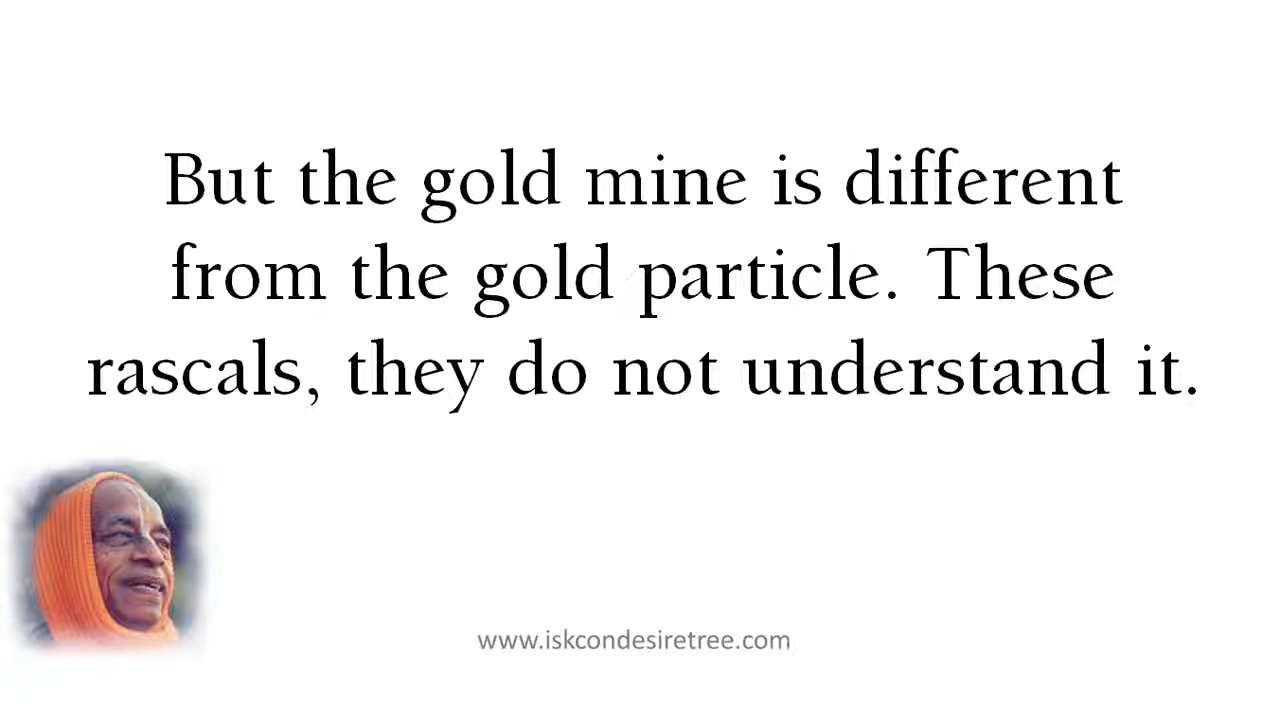 But the gold mine is different
from the gold particle. These
rascals, they do not understand it.
www.iskcondesiretree.com